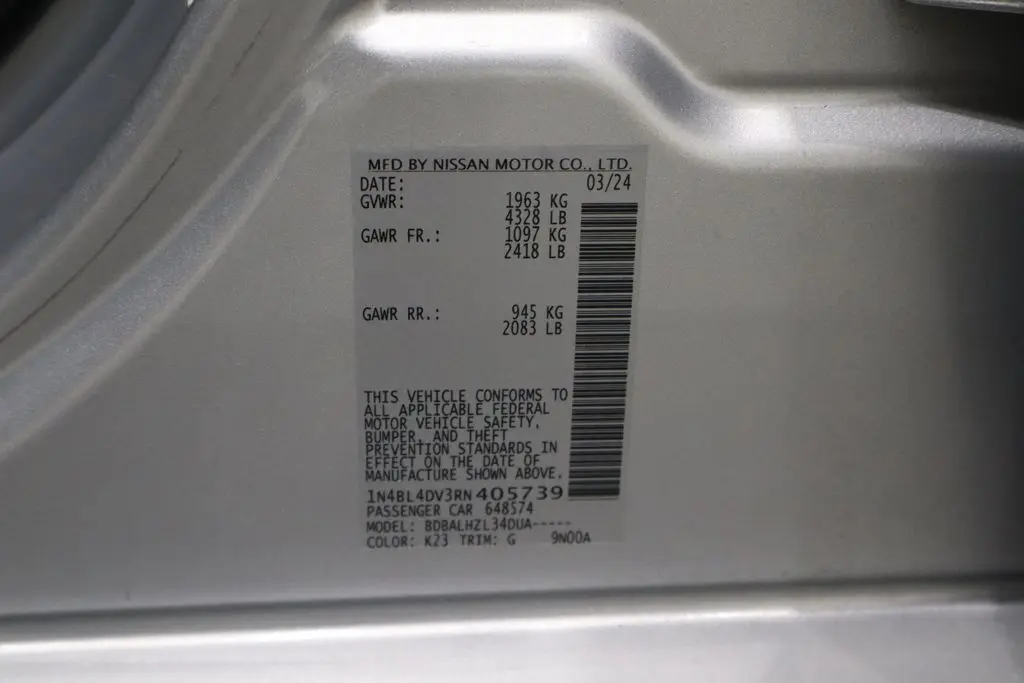 MFD BY NISSAN MOTOR CO., LTD.
DATE: 03/24
GVWR: 1963 KG
4328 LB
GAWR FR.: 1097 KG
2418 LB
GAWR RR.: 945 KG
2083 LB
THIS VEHICLE CONFORMS TO
ALL APPLICABLE FEDERAL
MOTOR VEHICLE SAFETY,
BUMPER, AND THEFT
PREVENTION STANDARDS IN
EFFECT ON THE DATE OF
MANUFACTURE SHOWN ABOVE.
1N4BL4DV3RN405739
PASSENGER CAR 648574
MODEL: BDBALHZL34DUA-----
COLOR: K23 TRIM: G 9N00A